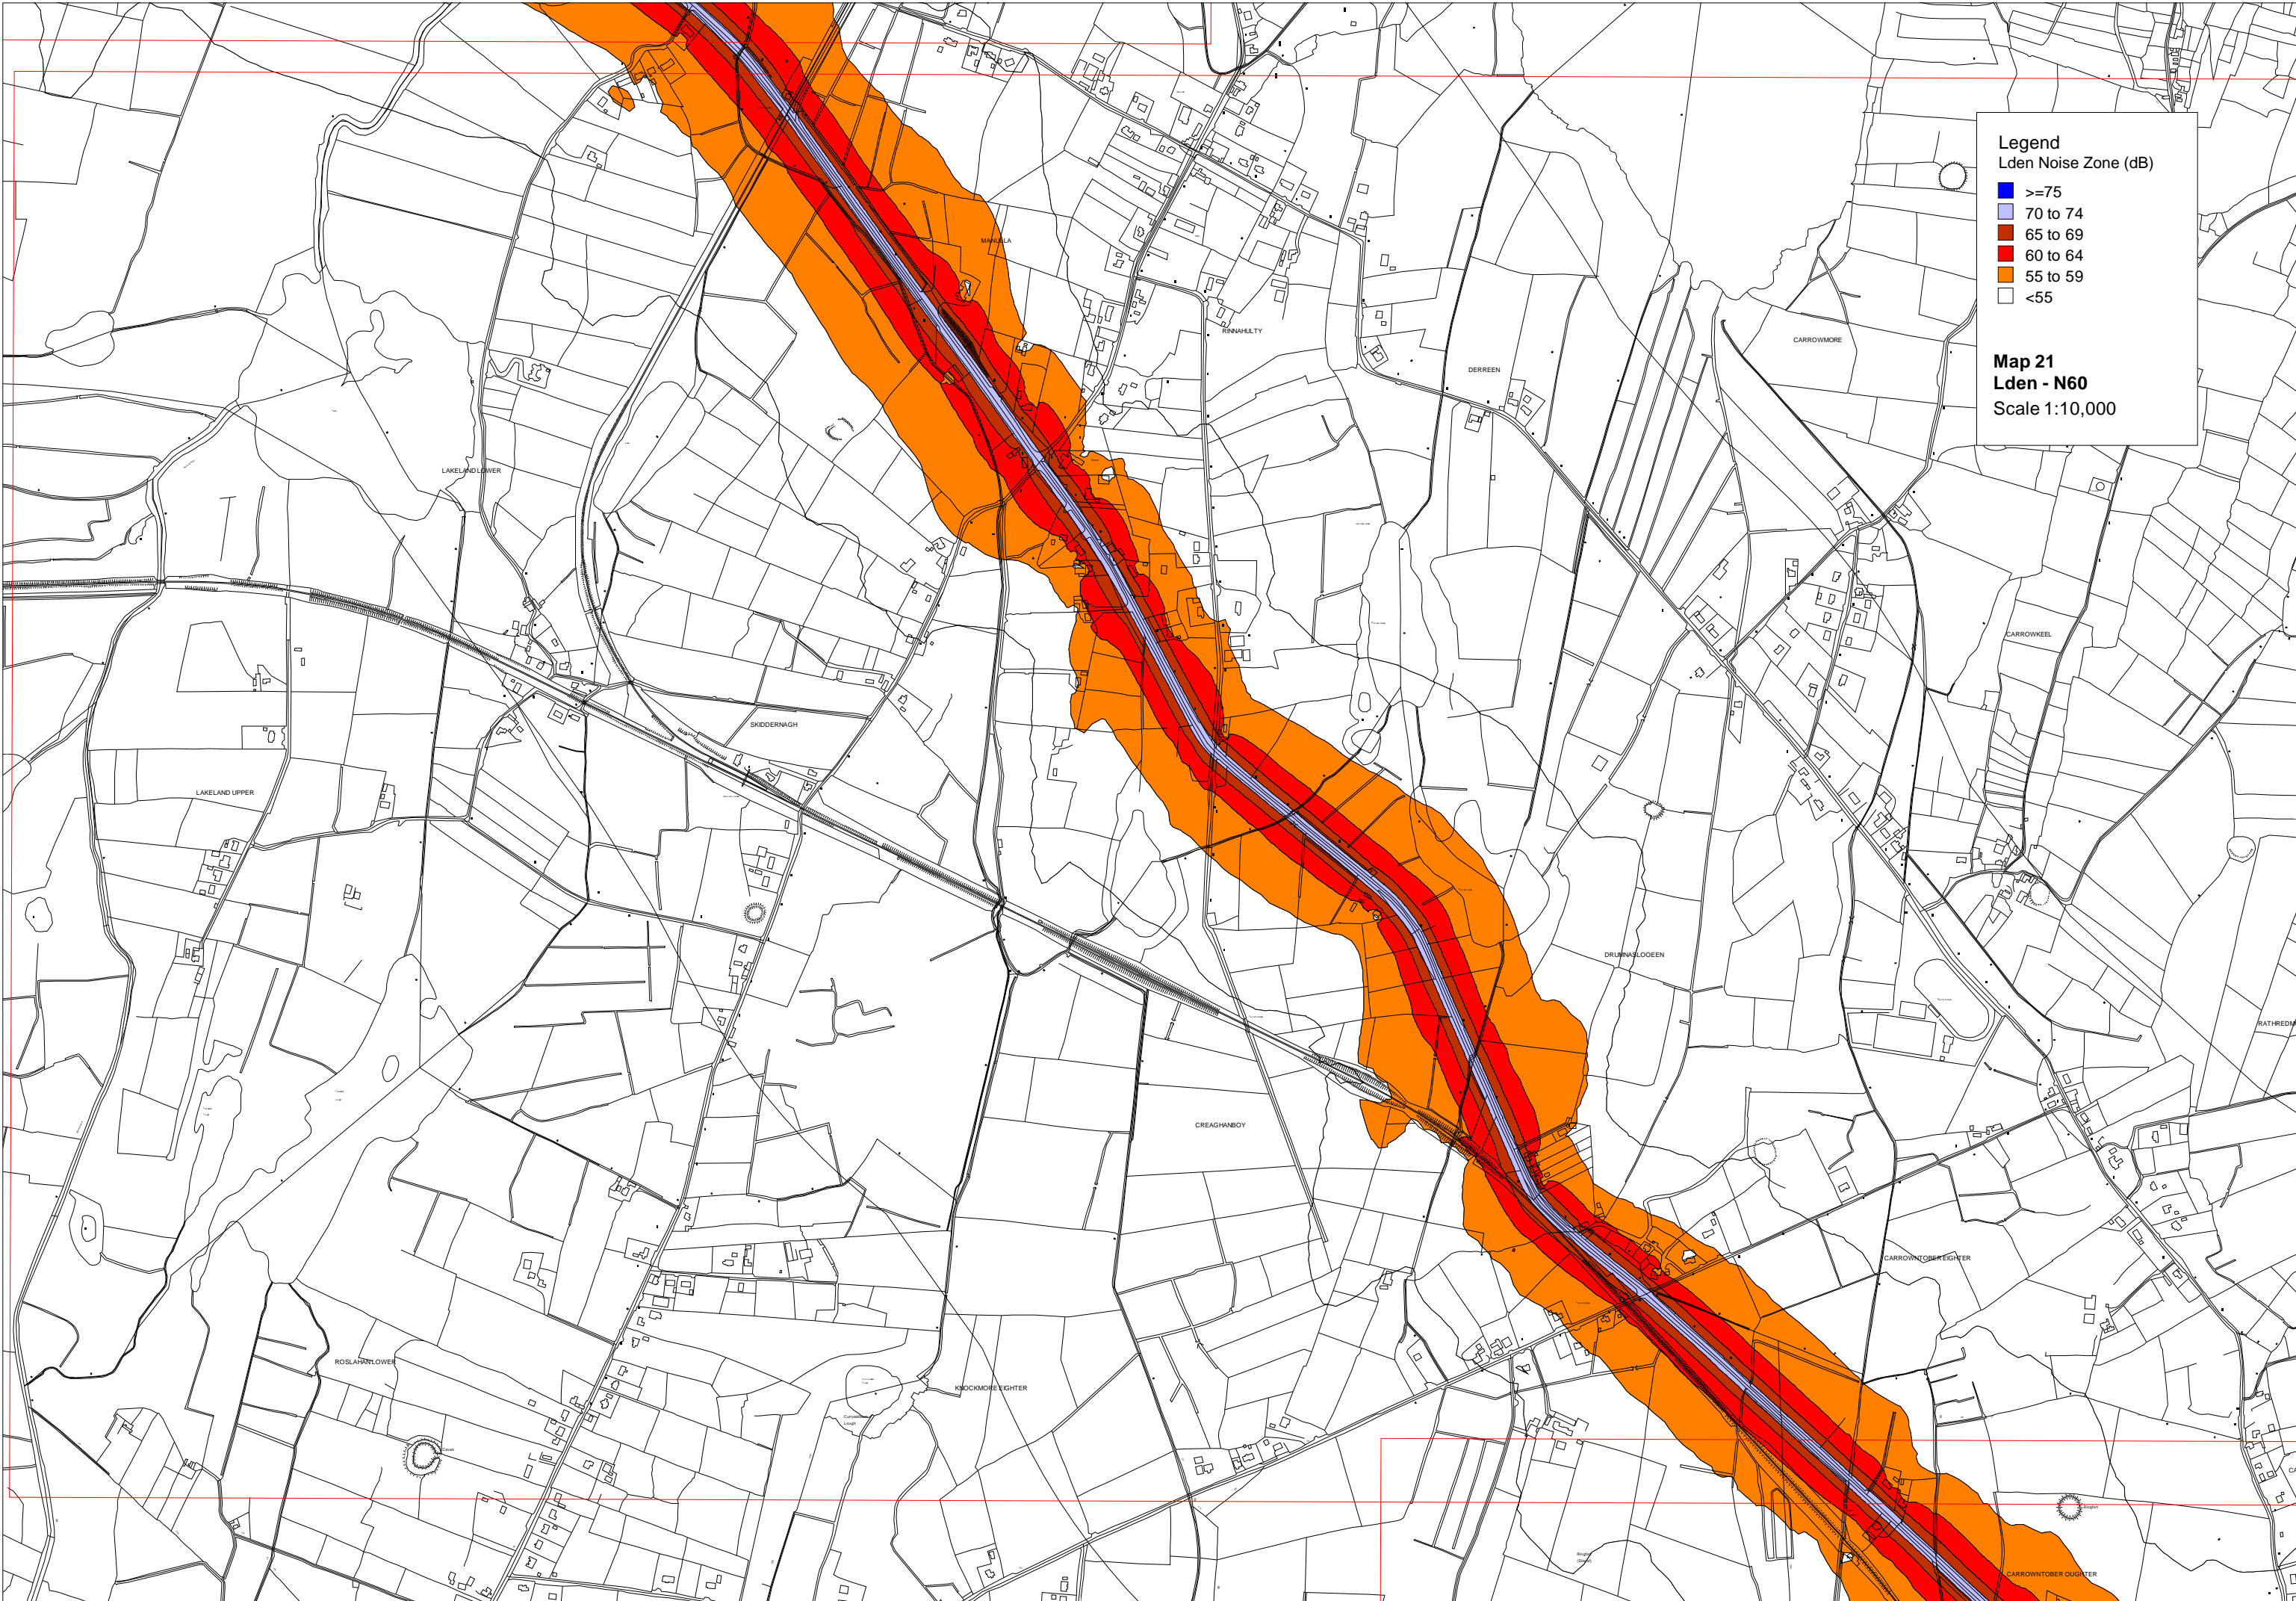 Legend
Lden Noise Zone (dB)
>=75
70 to 74
65 to 69
60 to 64
55 to 59
<55
Map 21
Lden - N60
Scale 1:10,000
RINNAHULTY
CARROWMORE
DERREEN
LAKELAND LOWER
CARROWKEEL
SKIDDERNAGH
LAKELAND UPPER
DRUMNASLOOEEN
CREAGHANBOY
CARROWNTOBER EIGHTER
ROSLAHAN LOWER
KNOCKMORE EIGHTER
Lough
Caves
CARROWNTOBER OUGHTER